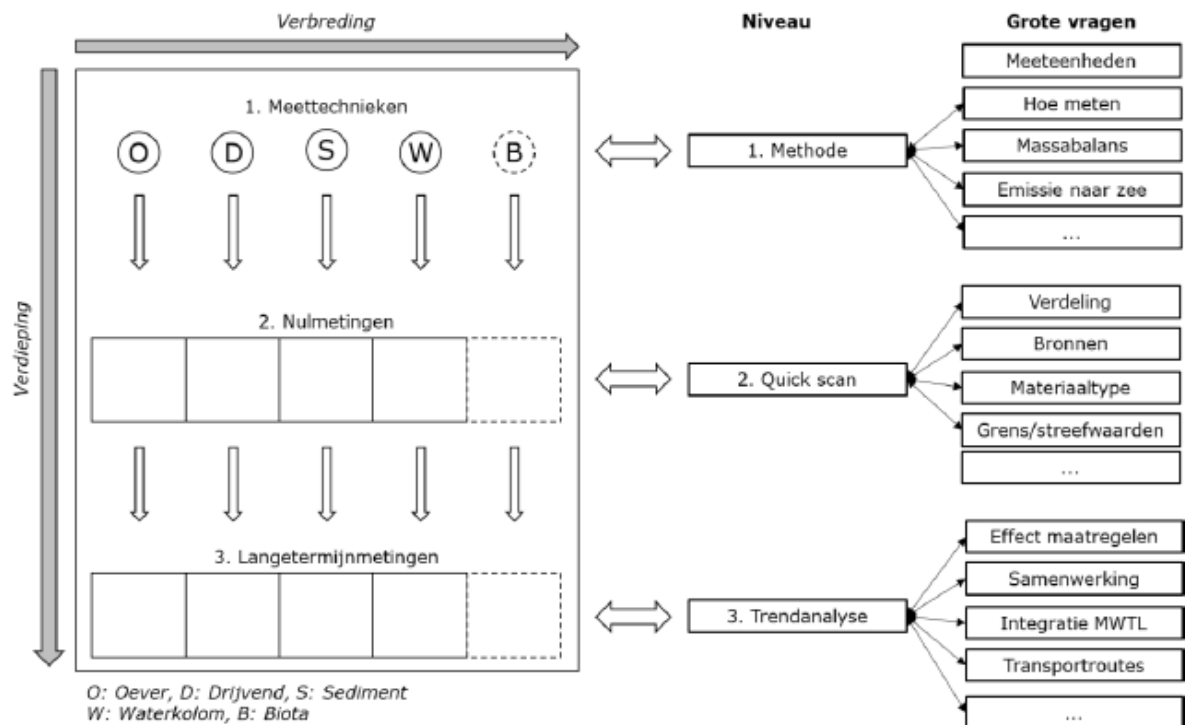 Verbreding
Niveau
Grote vragen
Verdieping
1. Meettechnieken
O D S W B
2. Nulmetingen
3. Langetermijnmetingen
O: Oever, D: Drijvend, S: Sediment
W: Waterkolom, B: Biota
1. Methode
Meeteenheden
Hoe meten
Massabalans
Emissie naar zee
...
2. Quick scan
Verdeling
Bronnen
Materiaaltype
Grens/streefwaarden
...
3. Trendanalyse
Effect maatregelen
Samenwerking
Integratie MWTL
Transportroutes
...